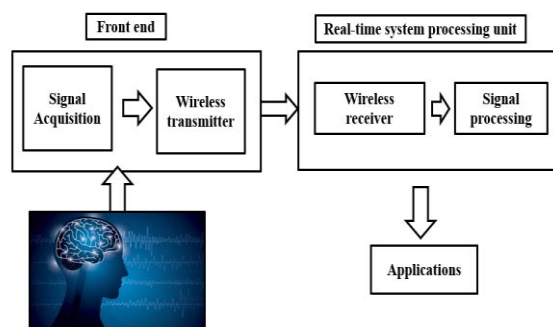 Front end
Real-time system processing unit
Signal
Acquisition
Wireless
transmitter
Wireless
receiver
Signal
processing
Applications